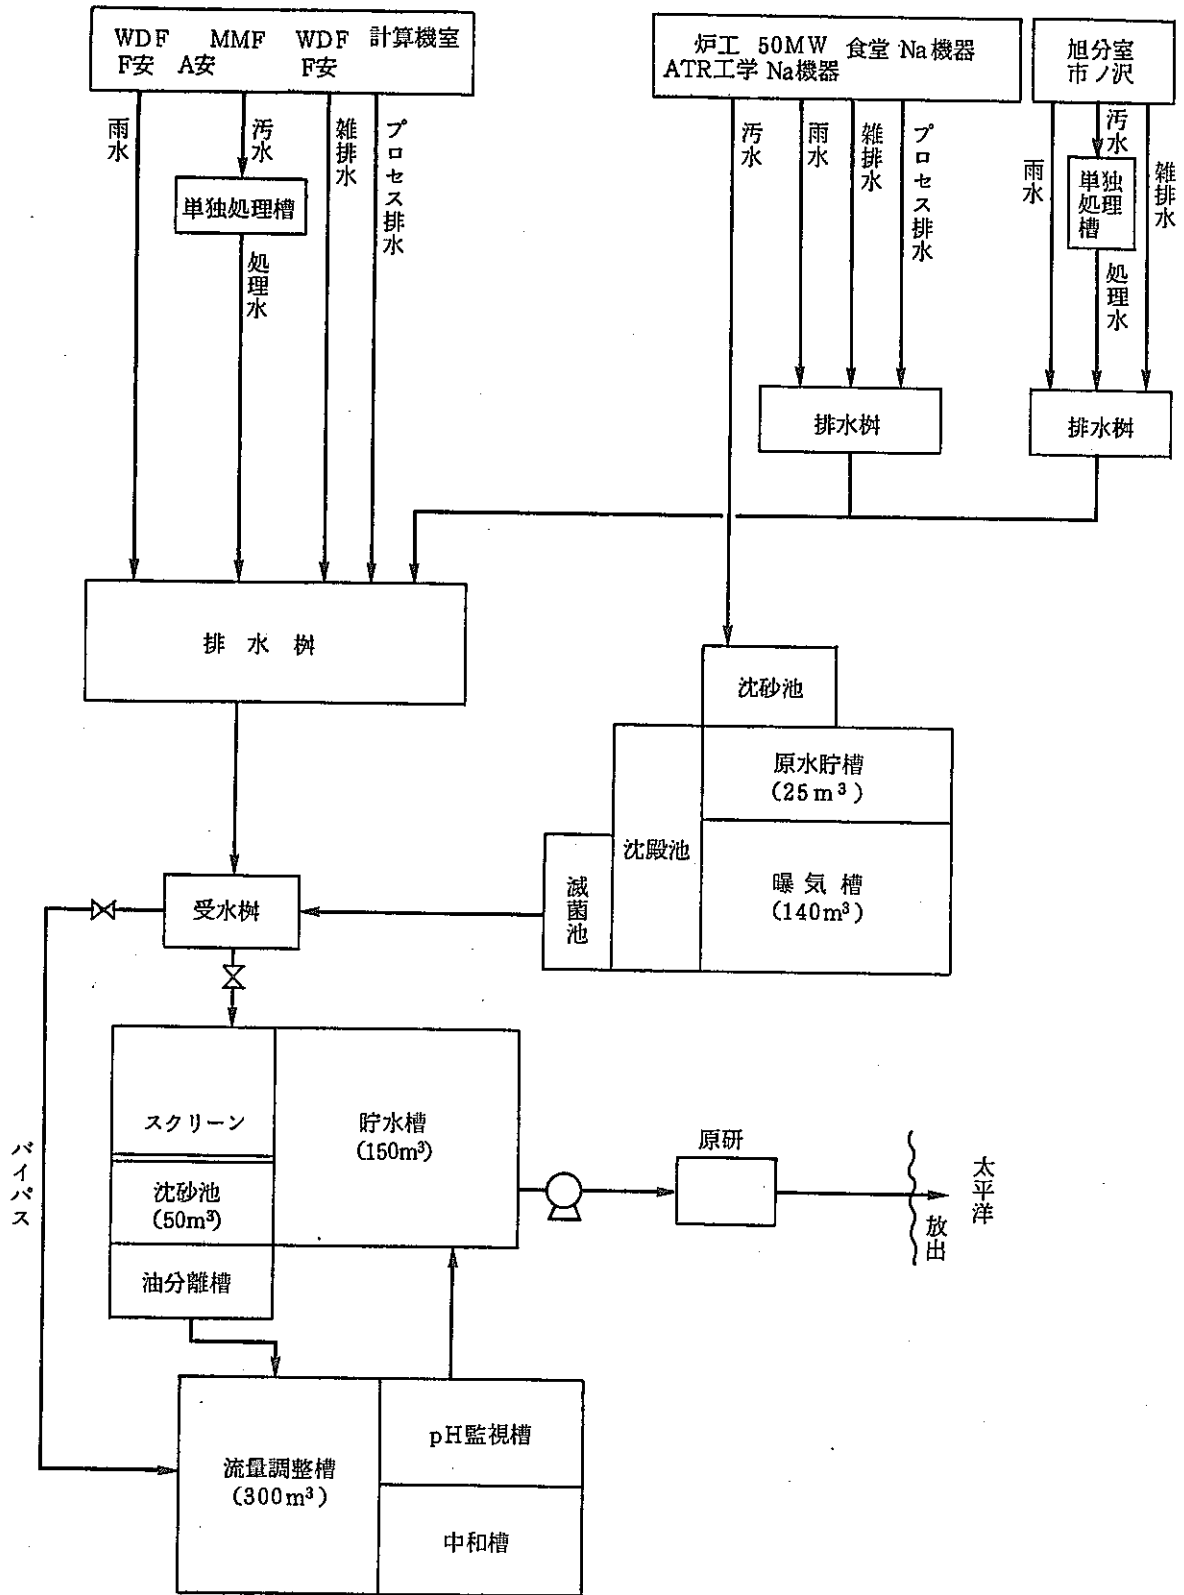 WDF MMF WDF 計算機室
F安 A安 F安
炉工 50MW 食堂 Na機器
ATR工学 Na機器
旭分室
市ノ沢
雨水
汚水
雑排水
プロセス排水
単独処理槽
処理水
汚水
雨水
雑排水
プロセス排水
雨水
汚水
雑排水
単独
処理
槽
処理水
排水桝
排水桝
排水桝
沈砂池
原水貯槽
(25m³)
沈殿池
曝気槽
(140m³)
滅菌池
受水桝
バイパス
スクリーン
貯水槽
(150m³)
沈砂池
(50m³)
油分離槽
原研
太平洋
放出
流量調整槽
(300m³)
pH監視槽
中和槽